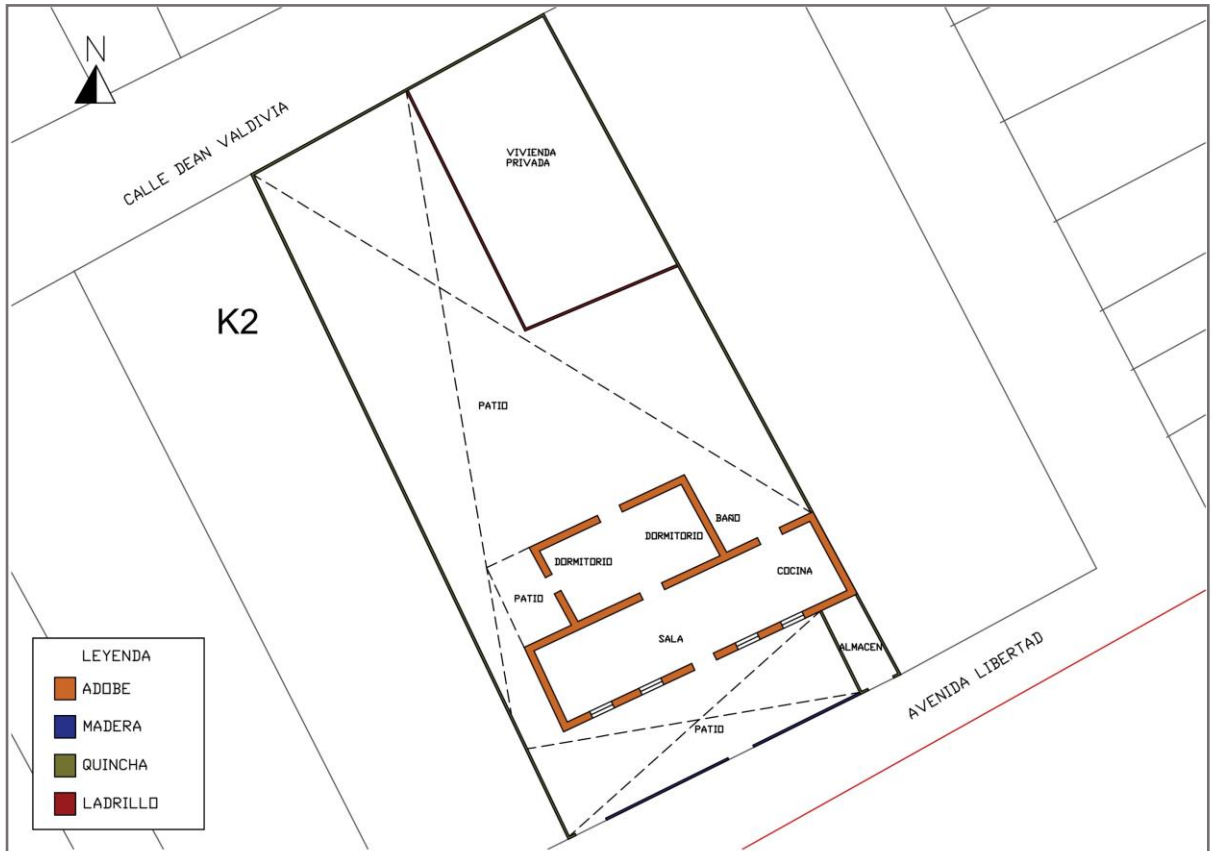 N
CALLE DEAN VALDIVIA
VIVIENDA
PRIVADA
K2
PATIO
BAÑO
DORMITORIO
DORMITORIO
COCINA
PATIO
SALA
ALMACEN
PATIO
AVENIDA LIBERTAD
LEYENDA
ADOBE
MADERA
QUINCHA
LADRILLO